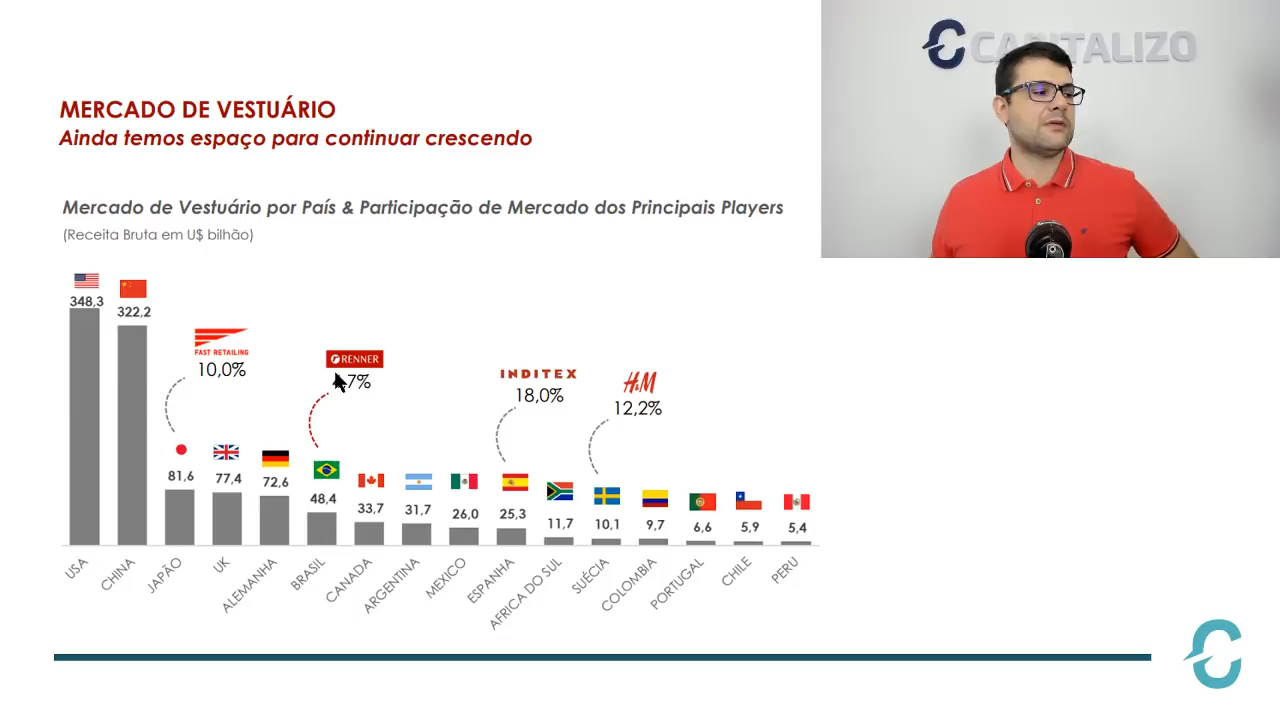 CAPITALIZO
MERCADO DE VESTUÁRIO
Ainda temos espaço para continuar crescendo
Mercado de Vestuário por País & Participação de Mercado dos Principais Players
(Receita Bruta em U$ bilhão)
348,3
322,2
FAST RETAILING
10,0%
RENNER
7%
INDITEX
18,0%
H&M
12,2%
81,6
77,4
72,6
48,4
33,7
31,7
26,0
25,3
11,7
10,1
9,7
6,6
5,9
5,4
USA
CHINA
JAPÃO
UK
ALEMANHA
BRASIL
CANADA
ARGENTINA
MEXICO
ESPANHA
AFRICA DO SUL
SUÉCIA
COLOMBIA
PORTUGAL
CHILE
PERU